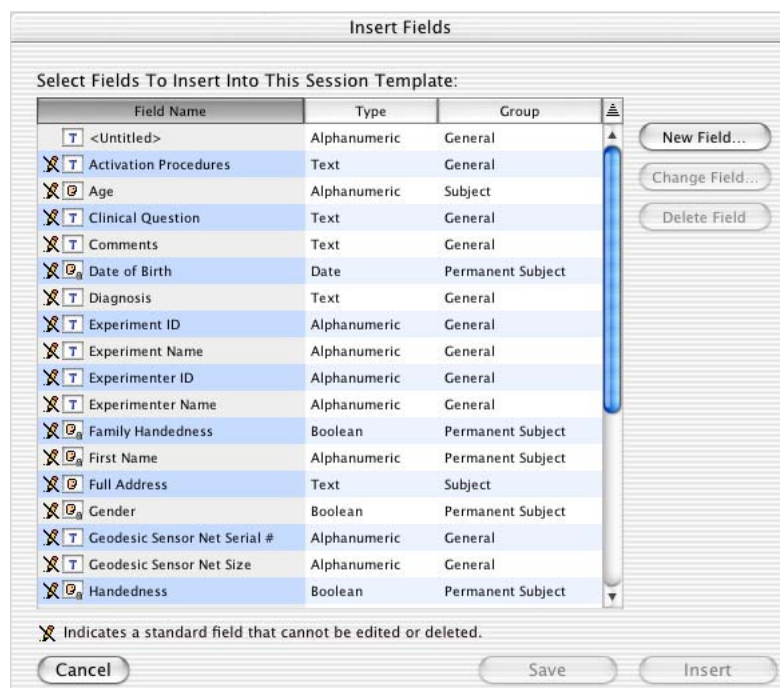 Insert Fields
Select Fields To Insert Into This Session Template:
Field Name Type Group
T <Untitled> Alphanumeric General
T Activation Procedures Text General
Age Alphanumeric Subject
T Clinical Question Text General
T Comments Text General
Date of Birth Date Permanent Subject
T Diagnosis Text General
T Experiment ID Alphanumeric General
T Experiment Name Alphanumeric General
T Experimenter ID Alphanumeric General
T Experimenter Name Alphanumeric General
Family Handedness Boolean Permanent Subject
First Name Alphanumeric Permanent Subject
Full Address Text Subject
Gender Boolean Permanent Subject
T Geodesic Sensor Net Serial # Alphanumeric General
T Geodesic Sensor Net Size Alphanumeric General
Handedness Boolean Permanent Subject
New Field...
Change Field...
Delete Field
Indicates a standard field that cannot be edited or deleted.
Cancel Save Insert